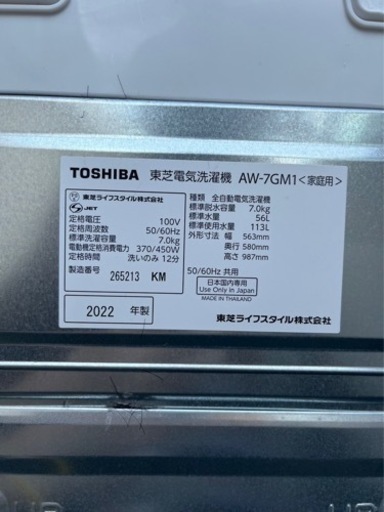 TOSHIBA 東芝電気洗濯機 AW-7GM1<家庭用>
東芝ライフスタイル株式会社
JET
定格電圧 100V
定格周波数 50/60Hz
標準洗濯容量 7.0kg
電動機定格消費電力 370/450W
定格時間 洗いのみ 12分
製造番号 265213 KM
2022 年製
種類 全自動電気洗濯機
標準脱水容量 7.0kg
標準水量 56L
標準使用水量 113L
外形寸法 幅 563mm
奥行 580mm
高さ 987mm
50/60Hz 共用
日本国内専用
Use Only in Japan
MADE IN THAILAND
東芝ライフスタイル株式会社